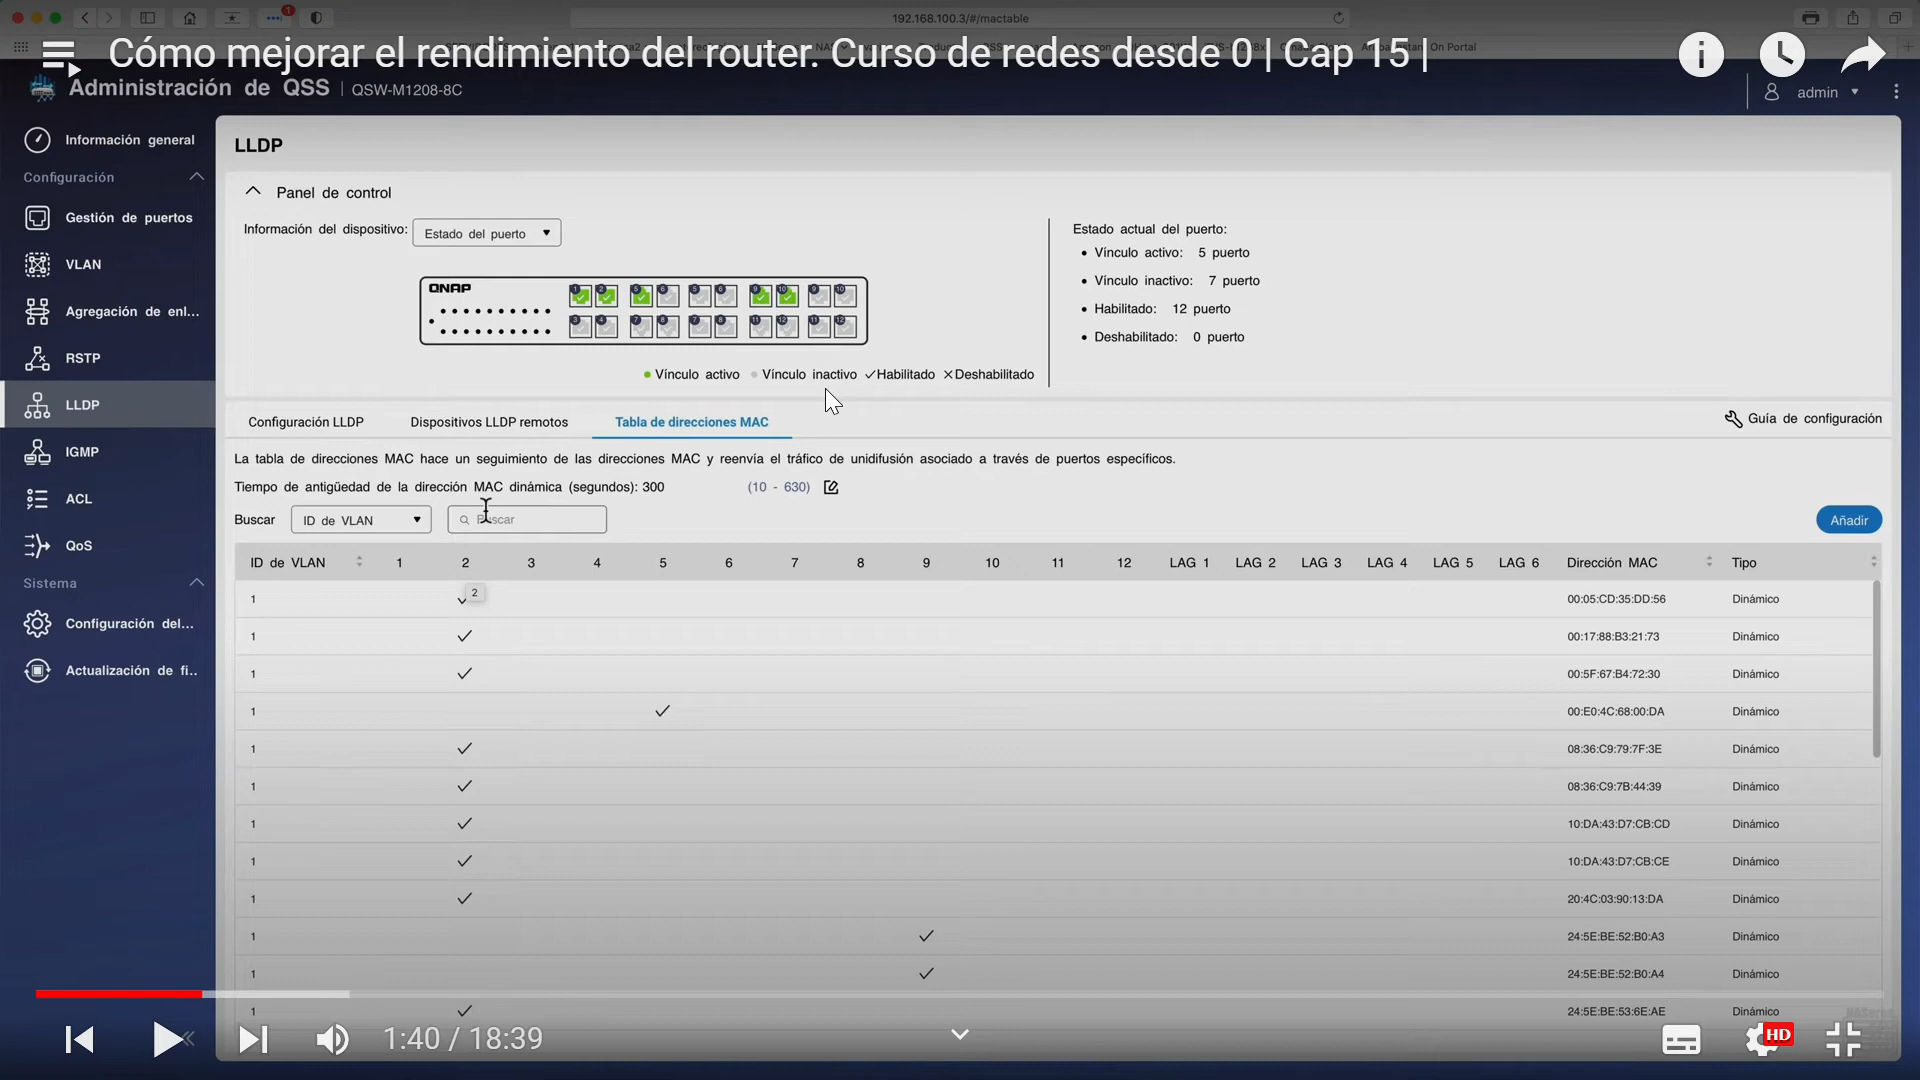 192.168.100.3/#/mactable
Cómo mejorar el rendimiento del router. Curso de redes desde 0 | Cap 15 |
Administración de QSS | QSW-M1208-8C
admin
Información general
Configuración
Gestión de puertos
VLAN
Agregación de enl...
RSTP
LLDP
IGMP
ACL
QoS
Sistema
Configuración del...
Actualización de fi..
LLDP
Panel de control
Información del dispositivo: Estado del puerto
QNAP
Vínculo activo Vínculo inactivo Habilitado Deshabilitado
Estado actual del puerto:
Vínculo activo: 5 puerto
Vínculo inactivo: 7 puerto
Habilitado: 12 puerto
Deshabilitado: 0 puerto
Configuración LLDP Dispositivos LLDP remotos Tabla de direcciones MAC Guía de configuración
La tabla de direcciones MAC hace un seguimiento de las direcciones MAC y reenvía el tráfico de unidifusión asociado a través de puertos específicos.
Tiempo de antigüedad de la dirección MAC dinámica (segundos): 300 (10 - 630)
Buscar ID de VLAN Buscar Añadir
ID de VLAN 1 2 3 4 5 6 7 8 9 10 11 12 LAG 1 LAG 2 LAG 3 LAG 4 LAG 5 LAG 6 Dirección MAC Tipo
1 ✓ 2 00:05:CD:35:DD:56 Dinámico
1 ✓ 00:17:88:B3:21:73 Dinámico
1 ✓ 00:5F:67:B4:72:30 Dinámico
1 ✓ 00:E0:4C:68:00:DA Dinámico
1 ✓ 08:36:C9:79:7F:3E Dinámico
1 ✓ 08:36:C9:7B:44:39 Dinámico
1 ✓ 10:DA:43:D7:CB:CD Dinámico
1 ✓ 10:DA:43:D7:CB:CE Dinámico
1 ✓ 20:4C:03:90:13:DA Dinámico
1 ✓ 24:5E:BE:52:B0:A3 Dinámico
1 ✓ 24:5E:BE:52:B0:A4 Dinámico
1 ✓ 24:5E:BE:53:6E:AE Dinámico
1:40 / 18:39
HD